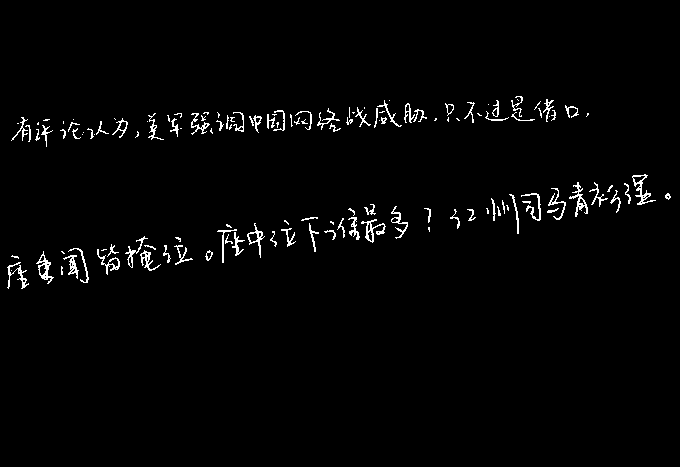 有评论认为,美军强调中国网络战威胁,只不过是借口,
座重闻皆掩泣。座中泣下谁最多？江州司马青衫湿。